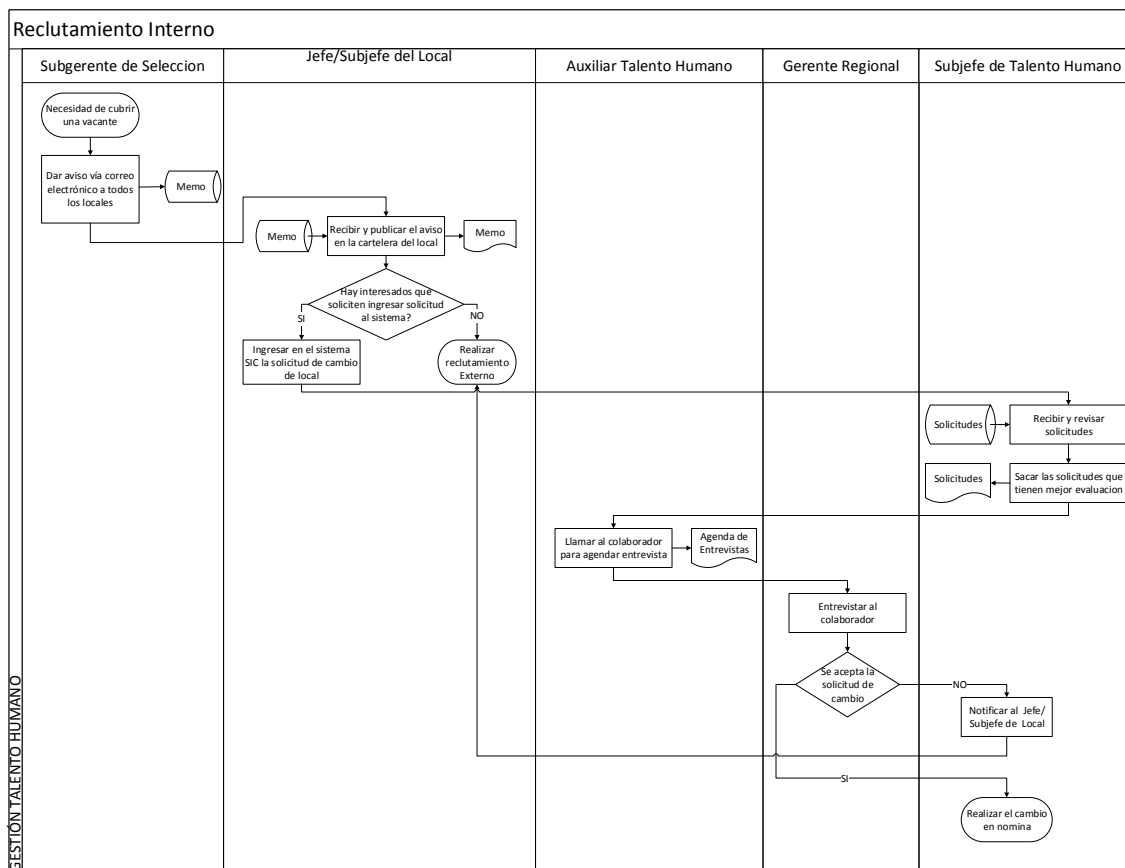 Reclutamiento Interno
GESTIÓN TALENTO HUMANO
Subgerente de Seleccion
Jefe/Subjefe del Local
Auxiliar Talento Humano
Gerente Regional
Subjefe de Talento Humano
Necesidad de cubrir
una vacante
Dar aviso vía correo
electrónico a todos
los locales
Memo
Memo
Recibir y publicar el aviso
en la cartelera del local
Memo
Hay interesados que
soliciten ingresar solicitud
al sistema?
SI
NO
Ingresar en el sistema
SIC la solicitud de cambio
de local
Realizar
reclutamiento
Externo
Solicitudes
Recibir y revisar
solicitudes
Solicitudes
Sacar las solicitudes que
tienen mejor evaluacion
Llamar al colaborador
para agendar entrevista
Agenda de
Entrevistas
Entrevistar al
colaborador
Se acepta la
solicitud de
cambio
NO
Notificar al Jefe/
Subjefe de Local
SI
Realizar el cambio
en nomina